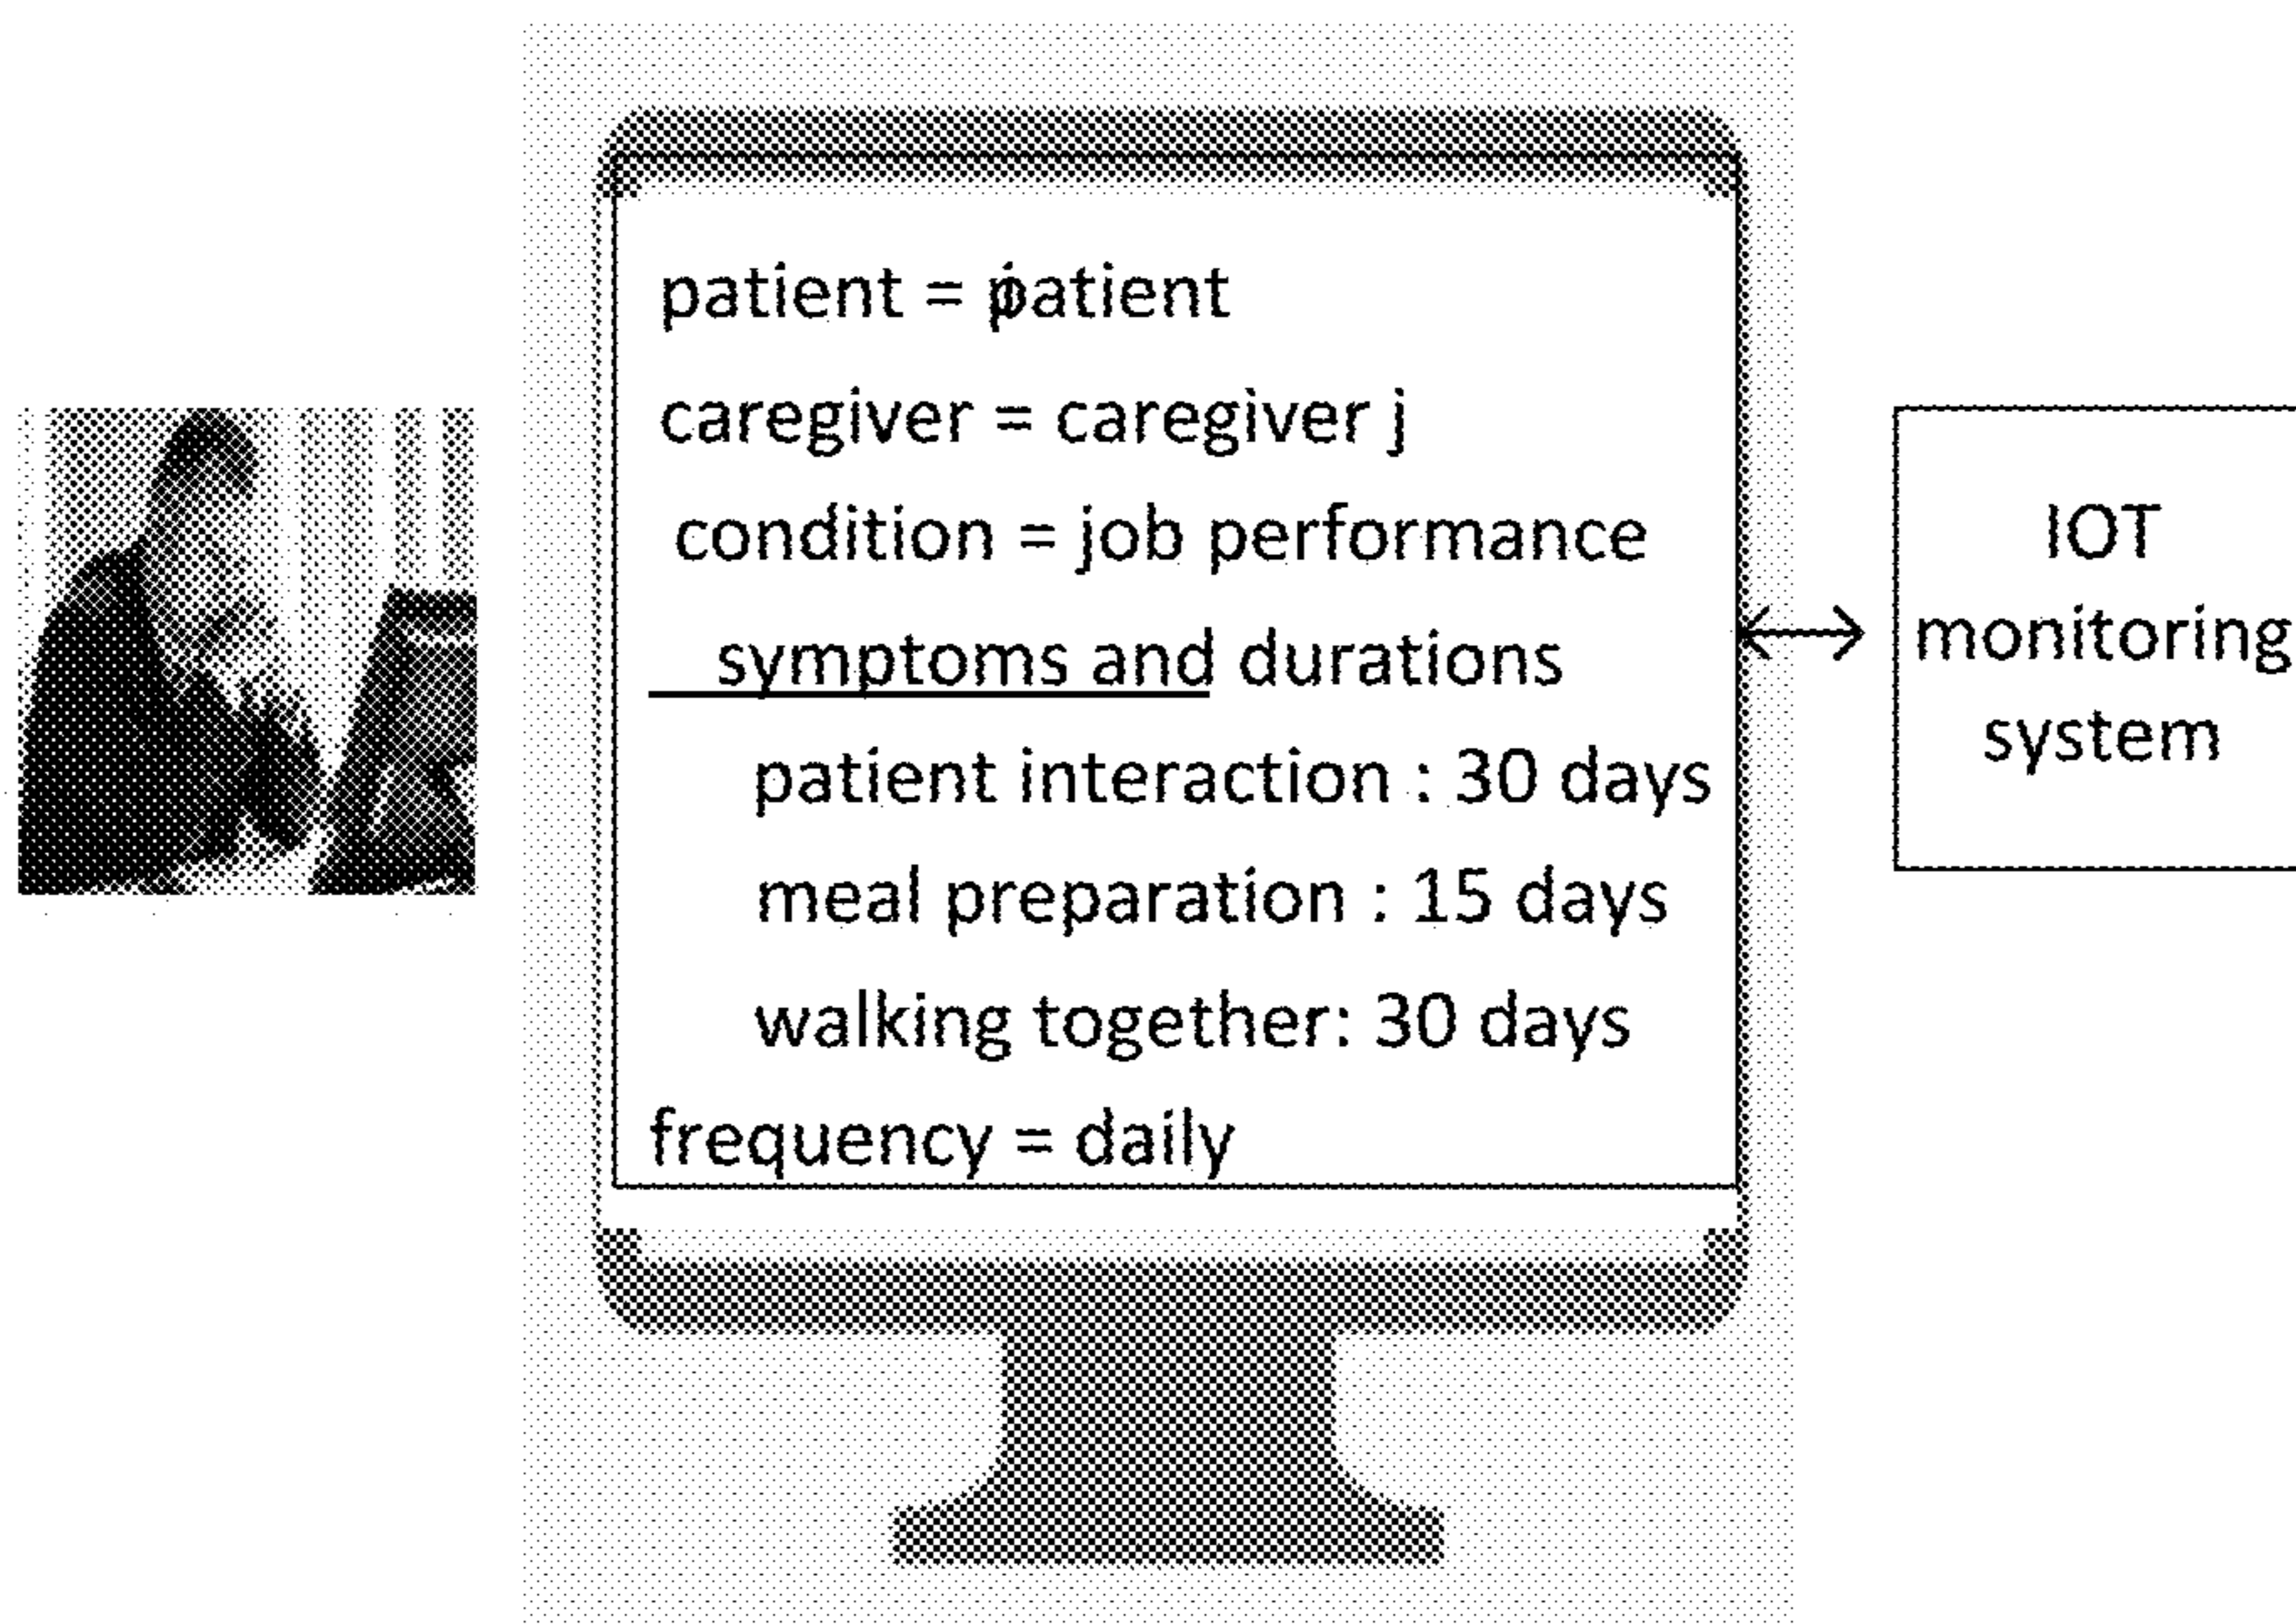 patient = patient
caregiver = caregiver j
condition = job performance
symptoms and durations
patient interaction : 30 days
meal preparation : 15 days
walking together: 30 days
frequency = daily
IOT
monitoring
system